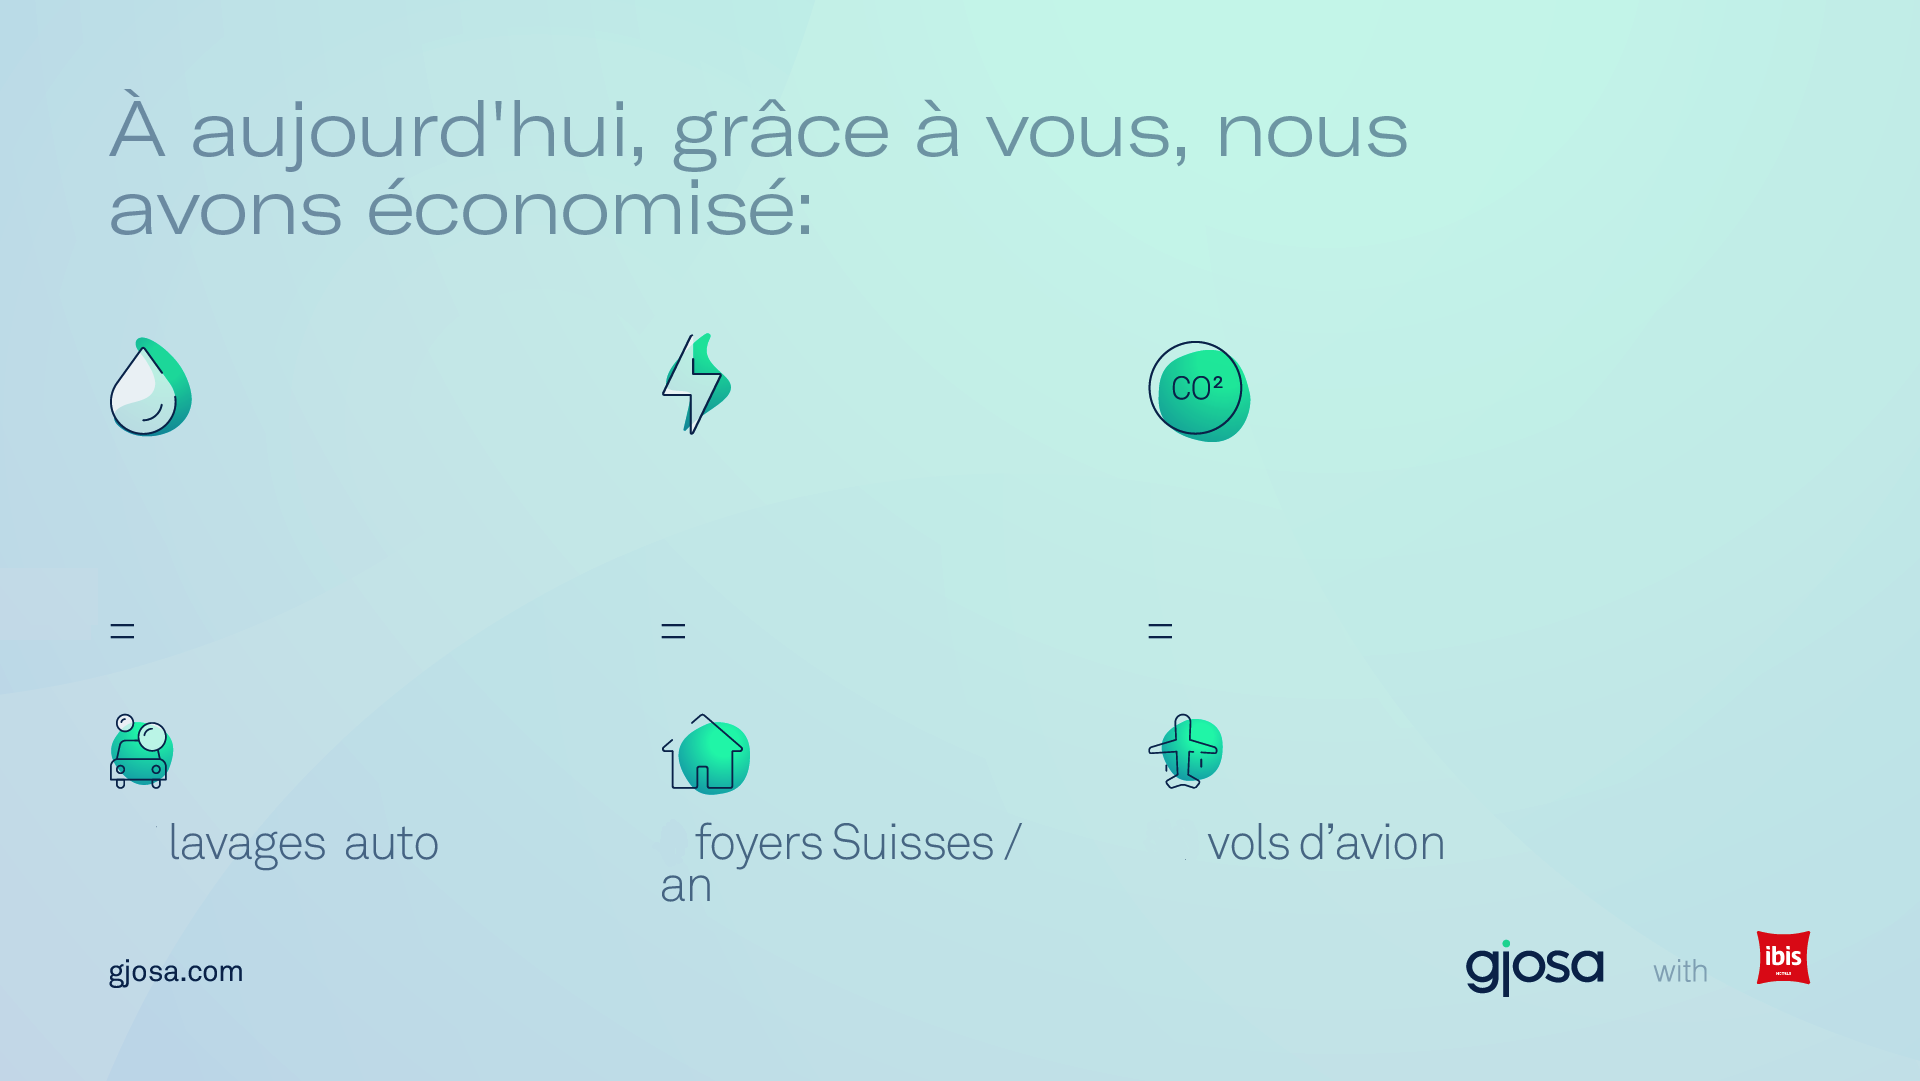 À aujourd'hui, grâce à vous, nous
avons économisé:
CO²
= = =
lavages auto
foyers Suisses /
an
vols d’avion
gjosa.com
gjosa with ibis
HOTELS